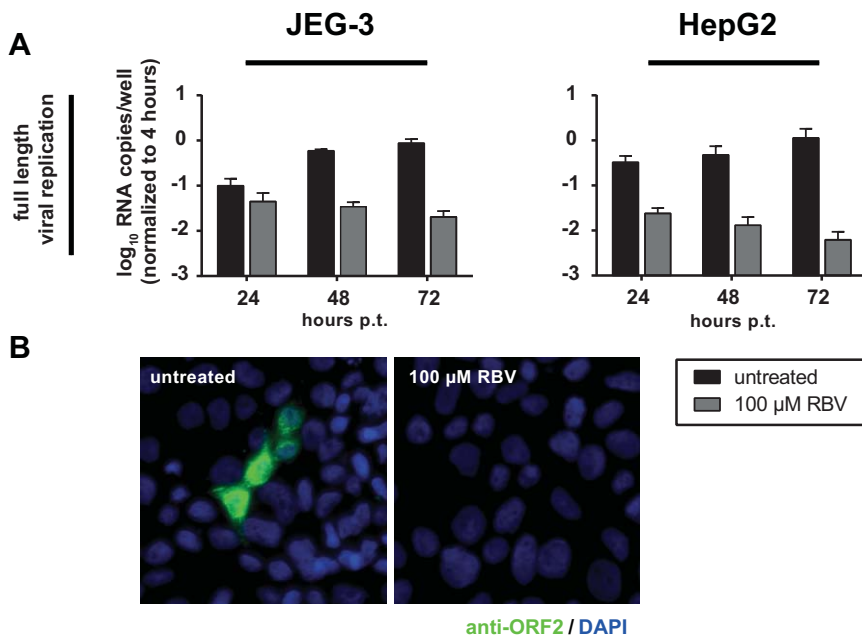 JEG-3
HepG2
A
full length
viral replication
log₁₀ RNA copies/well
(normalized to 4 hours)
1
0
-1
-2
-3
24 48 72
hours p.t.
1
0
-1
-2
-3
24 48 72
hours p.t.
B
untreated
100 µM RBV
untreated
100 µM RBV
anti-ORF2 / DAPI